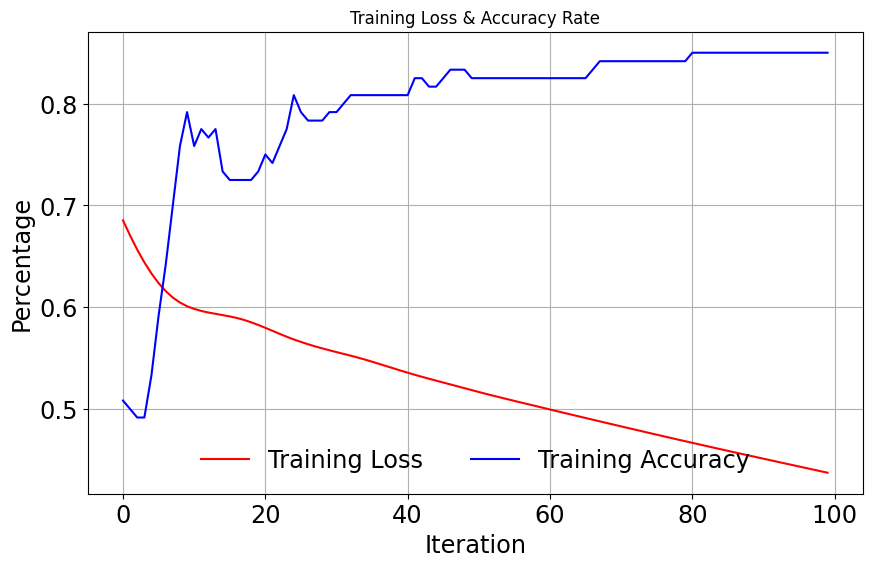 Training Loss & Accuracy Rate
0.8
0.7
0.6
0.5
Percentage
Training Loss Training Accuracy
0 20 40 60 80 100
Iteration